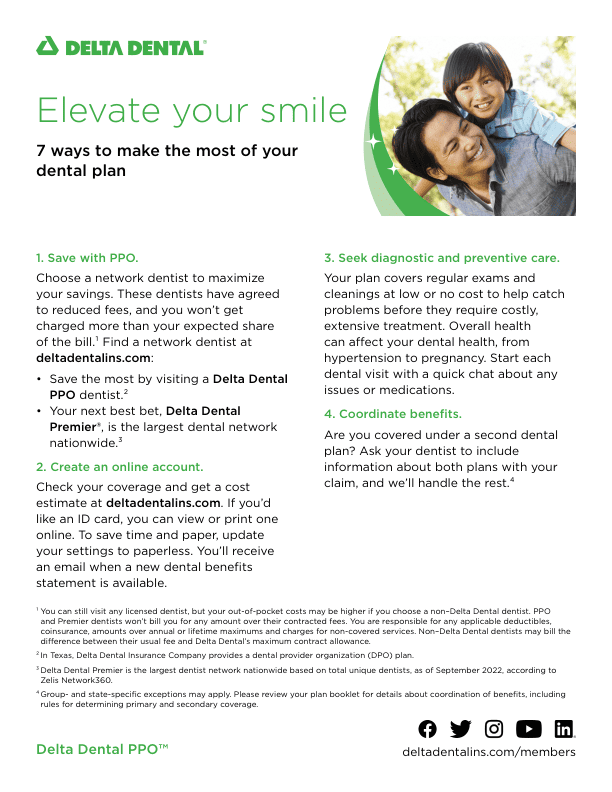 DELTA DENTAL®
Elevate your smile
7 ways to make the most of your
dental plan
1. Save with PPO.
Choose a network dentist to maximize
your savings. These dentists have agreed
to reduced fees, and you won’t get
charged more than your expected share
of the bill.¹ Find a network dentist at
deltadentalins.com:
• Save the most by visiting a Delta Dental
PPO dentist.²
• Your next best bet, Delta Dental
Premier®, is the largest dental network
nationwide.³
2. Create an online account.
Check your coverage and get a cost
estimate at deltadentalins.com. If you’d
like an ID card, you can view or print one
online. To save time and paper, update
your settings to paperless. You’ll receive
an email when a new dental benefits
statement is available.
3. Seek diagnostic and preventive care.
Your plan covers regular exams and
cleanings at low or no cost to help catch
problems before they require costly,
extensive treatment. Overall health
can affect your dental health, from
hypertension to pregnancy. Start each
dental visit with a quick chat about any
issues or medications.
4. Coordinate benefits.
Are you covered under a second dental
plan? Ask your dentist to include
information about both plans with your
claim, and we’ll handle the rest.⁴
¹ You can still visit any licensed dentist, but your out-of-pocket costs may be higher if you choose a non–Delta Dental dentist. PPO
and Premier dentists won’t bill you for any amount over their contracted fees. You are responsible for any applicable deductibles,
coinsurance, amounts over annual or lifetime maximums and charges for non-covered services. Non–Delta Dental dentists may bill the
difference between their usual fee and Delta Dental’s maximum contract allowance.
² In Texas, Delta Dental Insurance Company provides a dental provider organization (DPO) plan.
³ Delta Dental Premier is the largest dentist network nationwide based on total unique dentists, as of September 2022, according to
Zelis Network360.
⁴ Group- and state-specific exceptions may apply. Please review your plan booklet for details about coordination of benefits, including
rules for determining primary and secondary coverage.
Delta Dental PPO™
deltadentalins.com/members